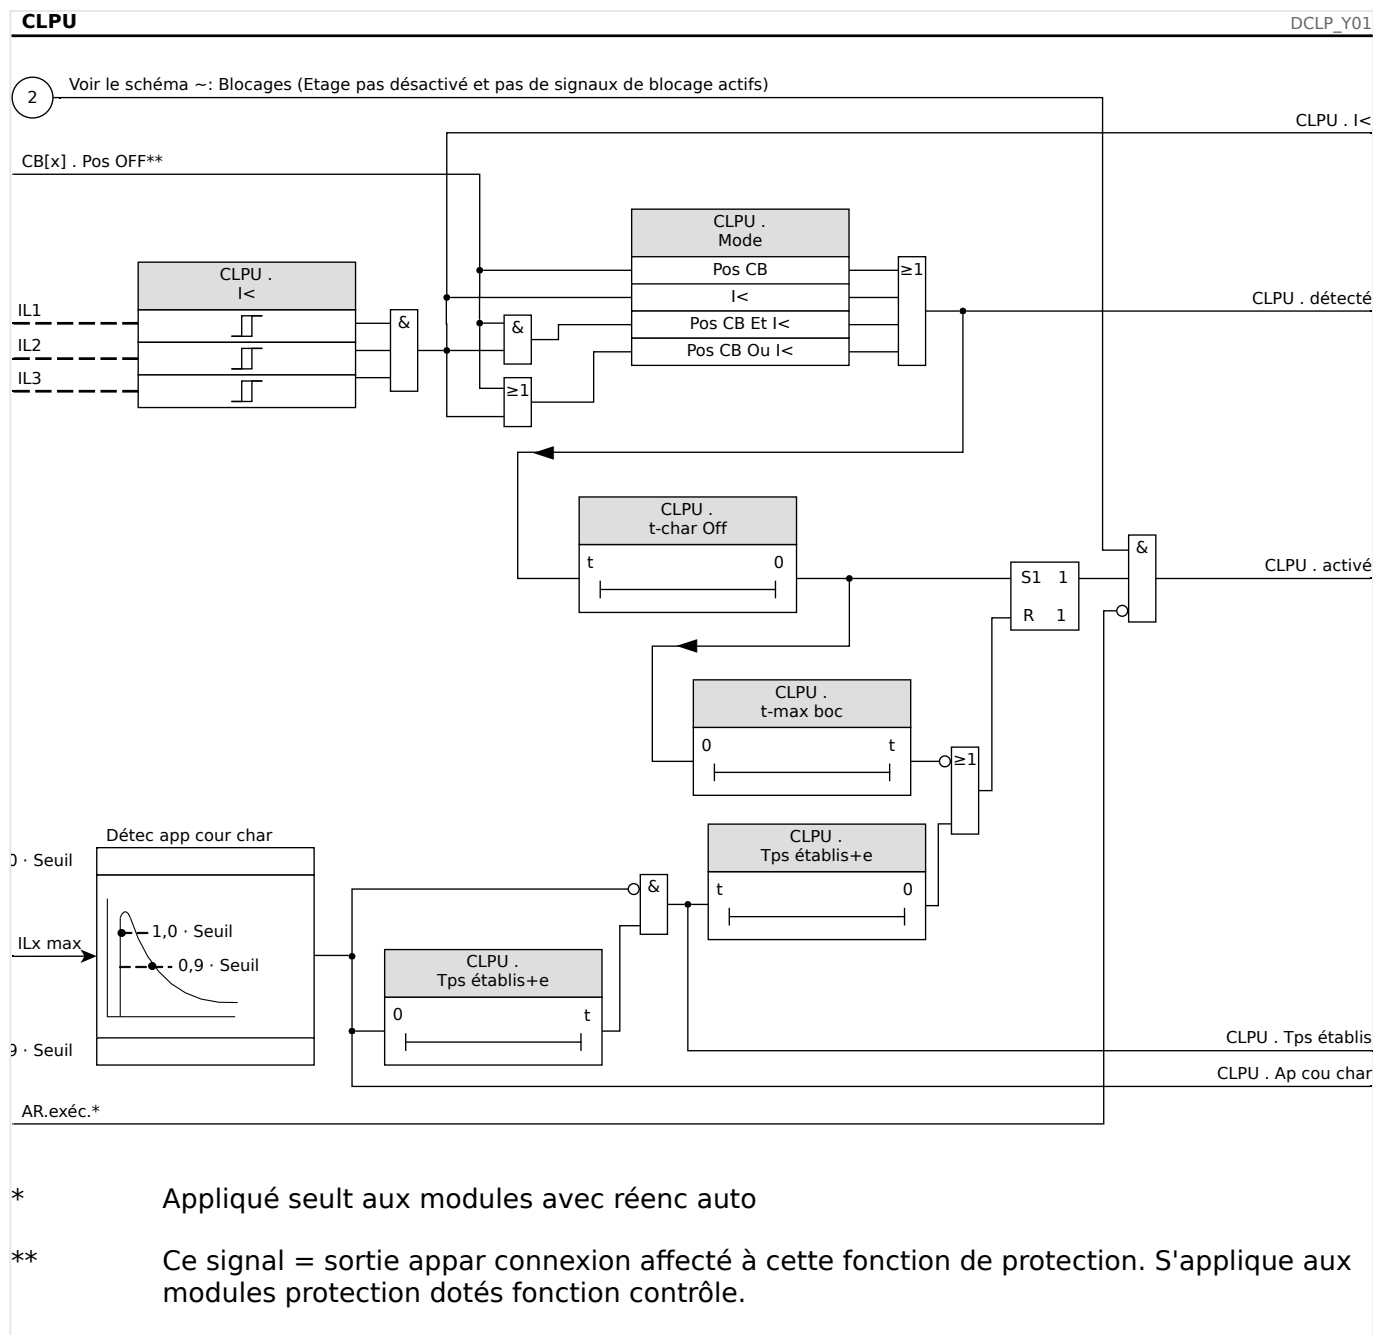 CLPU
DCLP_Y01
2
Voir le schéma ~: Blocages (Etage pas désactivé et pas de signaux de blocage actifs)
CLPU . I<
CB[x] . Pos OFF**
CLPU .
Mode
Pos CB
I<
Pos CB Et I<
Pos CB Ou I<
≥1
CLPU .
I<
IL1
IL2
IL3
&
&
≥1
CLPU . détecté
CLPU .
t-char Off
t 0
S1 1
R 1
&
CLPU . activé
CLPU .
t-max boc
0 t
≥1
CLPU .
Tps établis+e
t 0
Détec app cour char
0 · Seuil
1,0 · Seuil
0,9 · Seuil
ILx max
9 · Seuil
&
CLPU .
Tps établis+e
0 t
CLPU . Tps établis
CLPU . Ap cou char
AR.exéc.*
* Appliqué seult aux modules avec réenc auto
** Ce signal = sortie appar connexion affecté à cette fonction de protection. S'applique aux
modules protection dotés fonction contrôle.